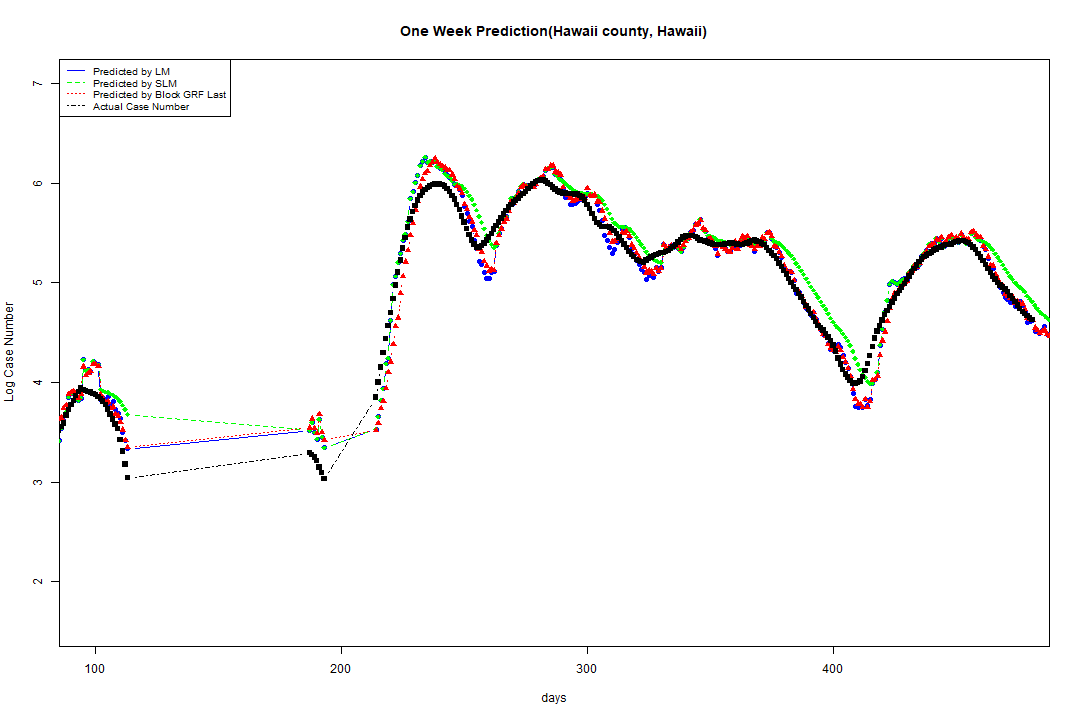 One Week Prediction(Hawaii county, Hawaii)
Predicted by LM
Predicted by SLM
Predicted by Block GRF Last
Actual Case Number
Log Case Number
7
6
5
4
3
2
100 200 300 400
days